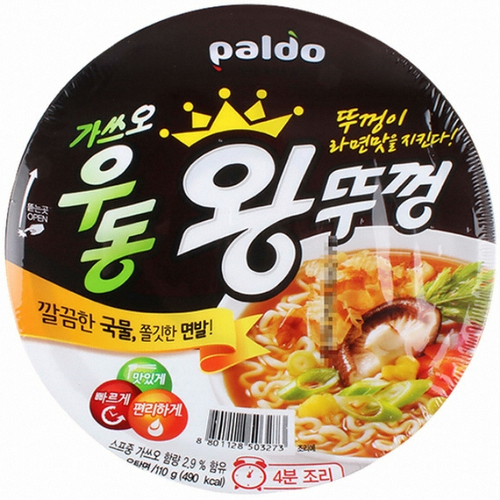 paldo
가쓰오
우동
왕뚜껑
뚜껑이
라면맛을 지킨다!
뜯는곳
OPEN
깔끔한 국물, 쫄깃한 면발!
맛있게
빠르게
편리하게
8 801128 503273
조리예
스프중 가쓰오 함량 2.9 % 함유
/110 g (490 kcal)
4분 조리